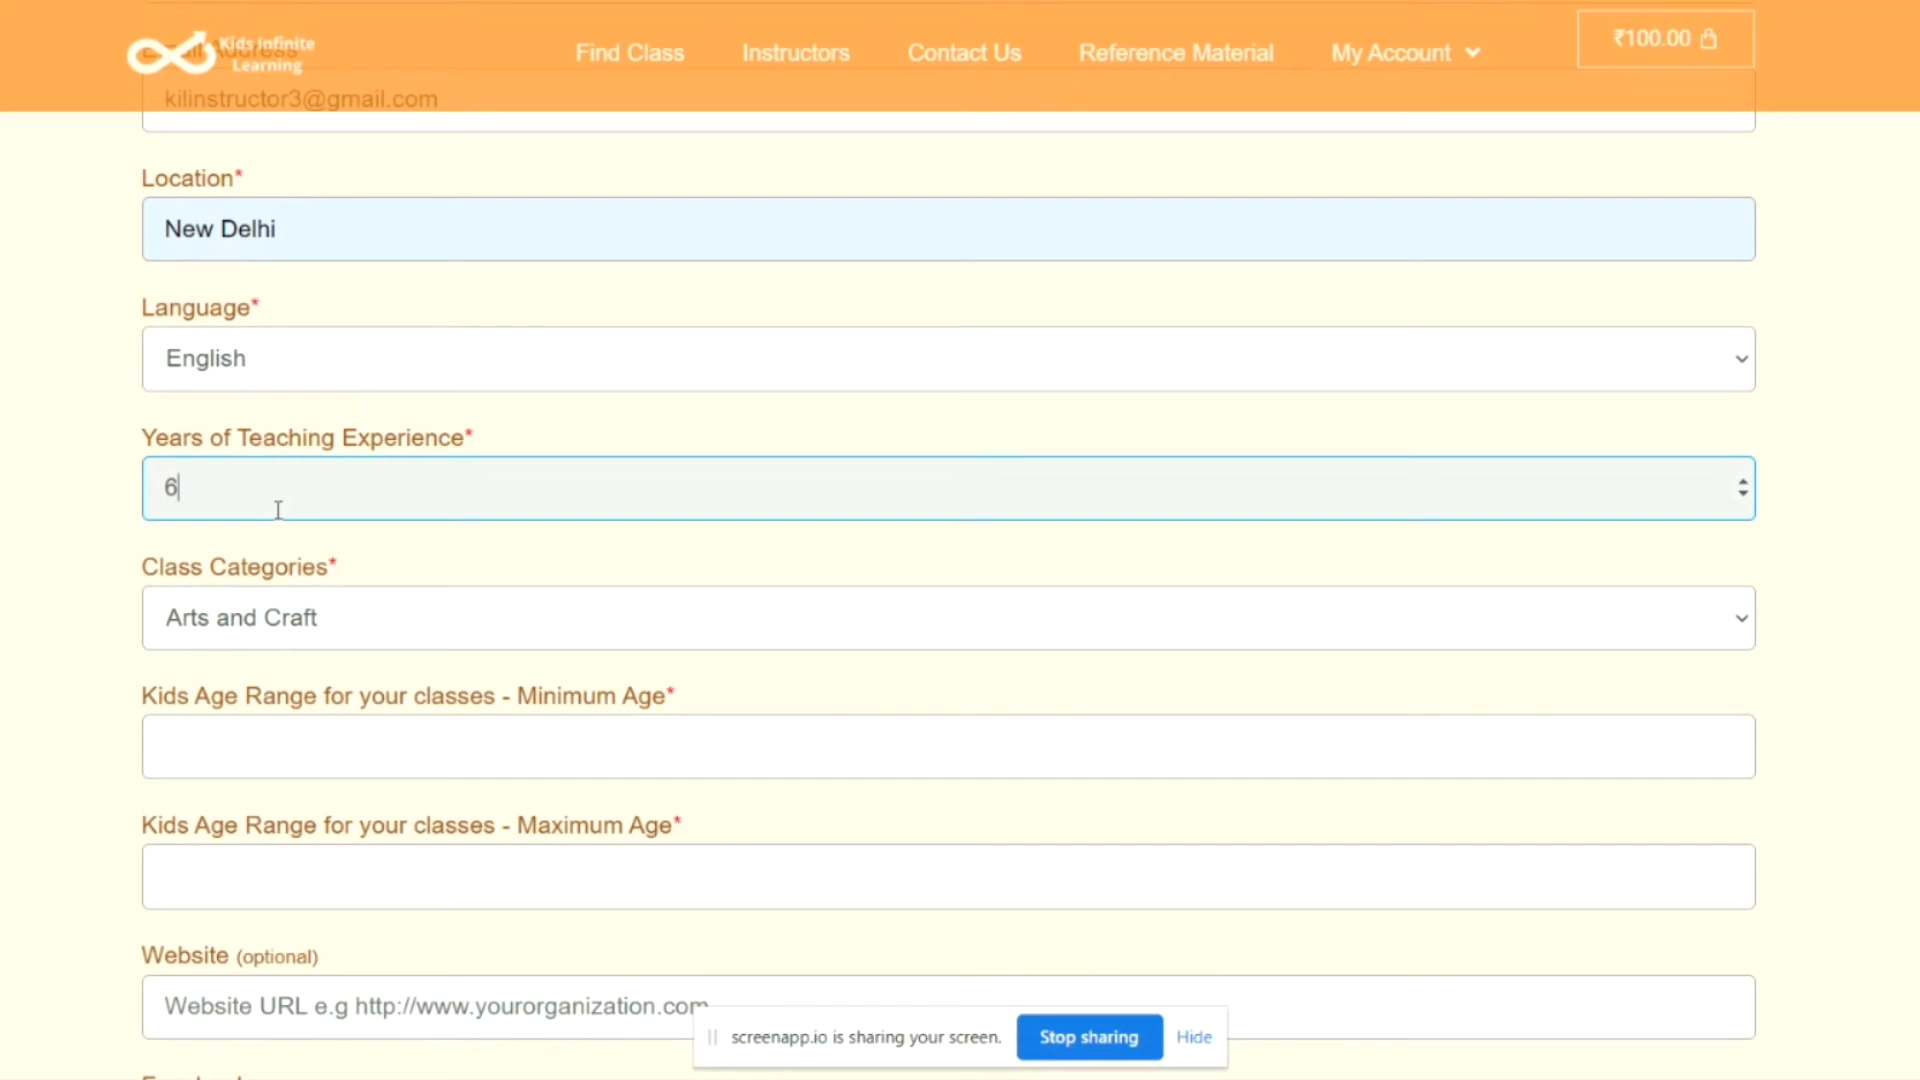 Kids Infinite
Learning
Find Class
Instructors
Contact Us
Reference Material
My Account
₹100.00
Email Address
kilinstructor3@gmail.com
Location*
New Delhi
Language*
English
Years of Teaching Experience*
6
Class Categories*
Arts and Craft
Kids Age Range for your classes - Minimum Age*
Kids Age Range for your classes - Maximum Age*
Website (optional)
Website URL e.g http://www.yourorganization.com
screenapp.io is sharing your screen.
Stop sharing
Hide